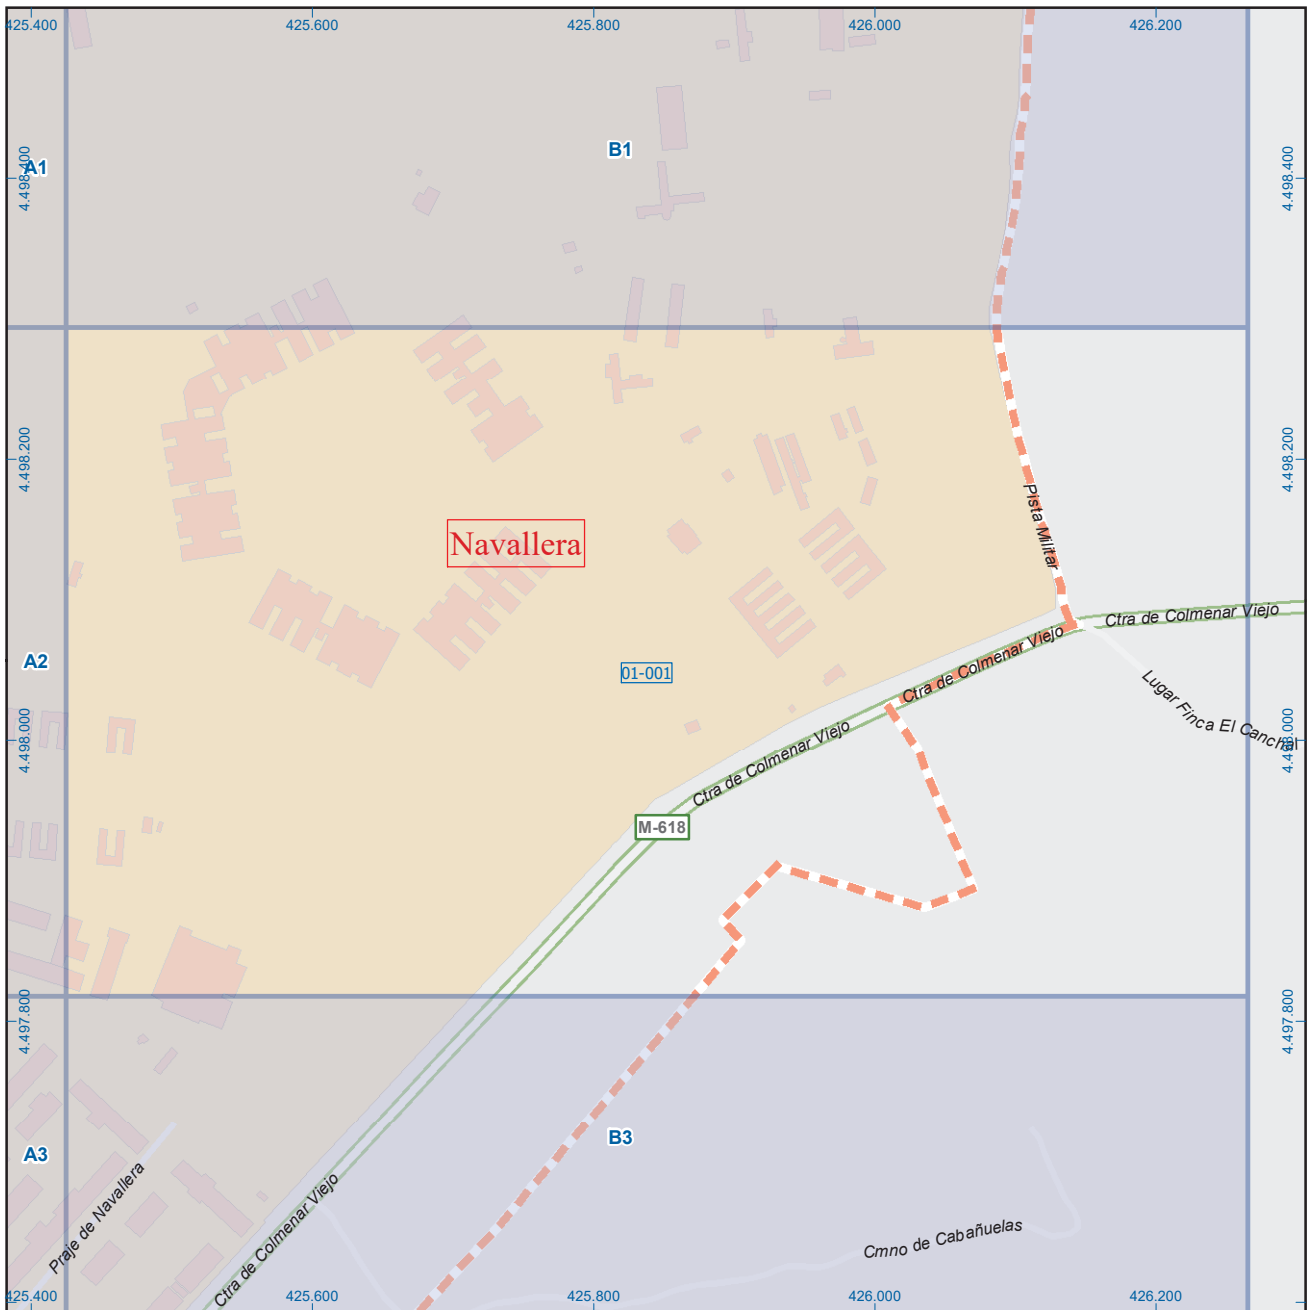 425.400 425.600 425.800 426.000 426.200
B1
A1
4.498.400 4.498.400
4.498.200 4.498.200
Pista Militar
Navallera
Ctra de Colmenar Viejo
Ctra de Colmenar Viejo
A2
01-001
Lugar Finca El Canchal
4.498.000 4.498.000
Ctra de Colmenar Viejo
M-618
4.497.800 4.497.800
B3
A3
Praje de Navallera
Ctra de Colmenar Viejo
Cmno de Cabañuelas
425.400 425.600 425.800 426.000 426.200